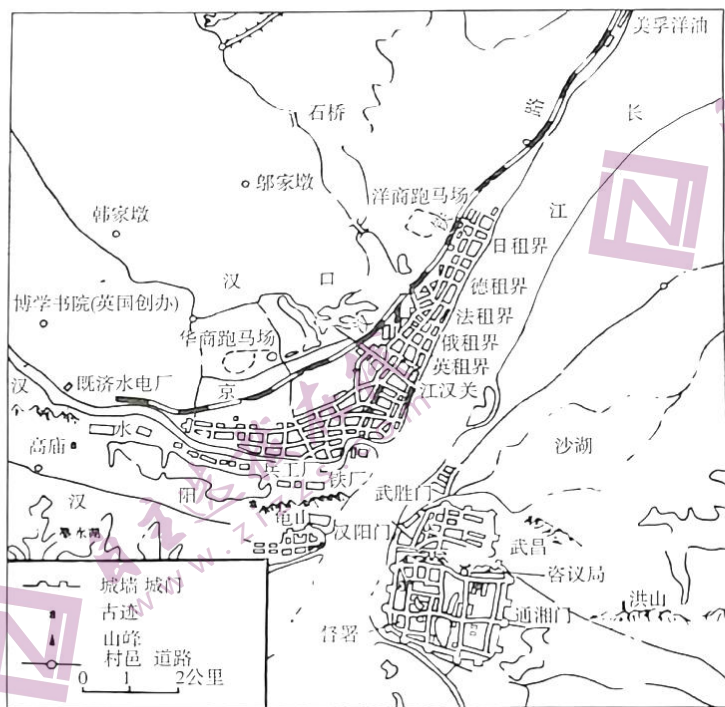 美孚洋油
路
长
石桥
邬家墩
洋商跑马场
江
韩家墩
日租界
汉
口
德租界
博学书院(英国创办)
法租界
华商跑马场
俄租界
英租界
汉
既济水电厂
京
江汉关
水
高庙
沙湖
兵工厂
铁厂
汉
阳
武胜门
龟山
汉阳门
武昌
咨议局
洪山
通湘门
督署
城墙 城门
古迹
山峰
村邑 道路
0 1 2公里